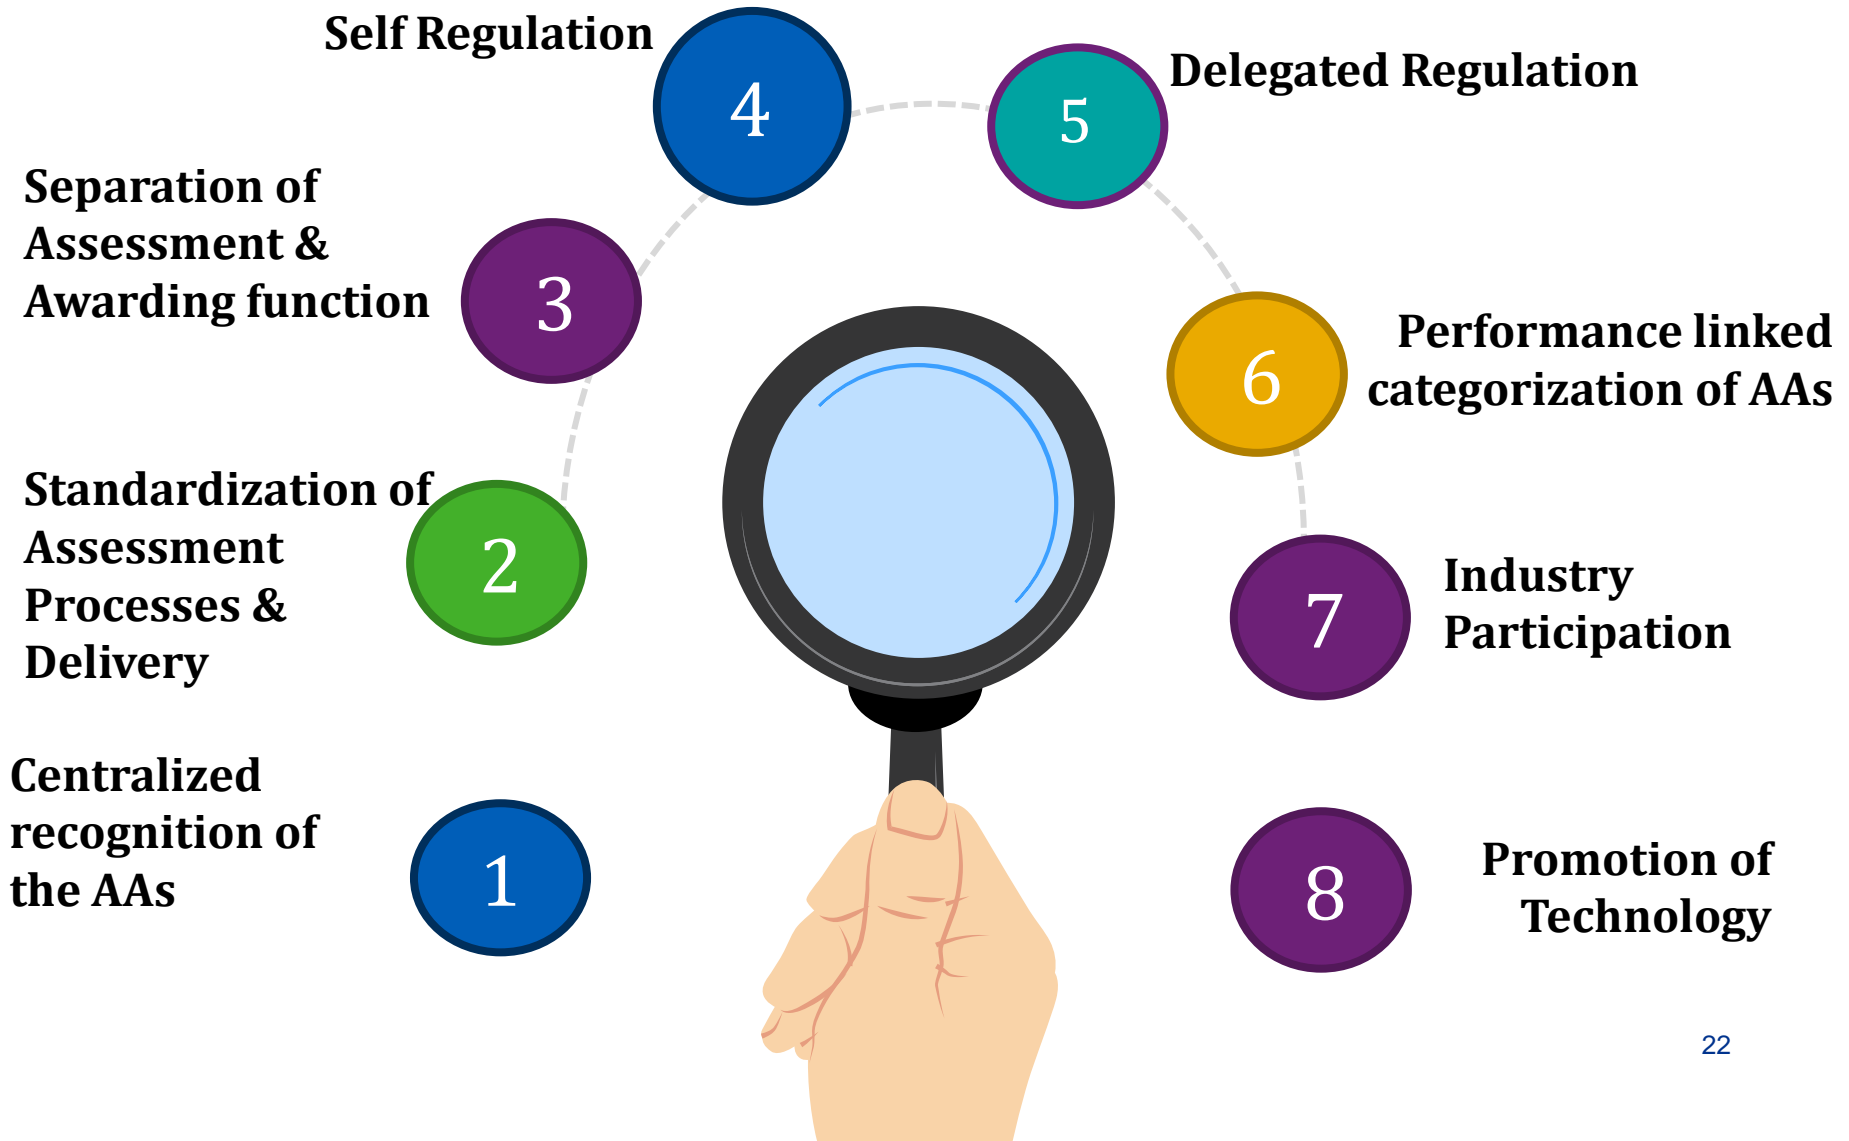 Self Regulation
4
5
Delegated Regulation
Separation of
Assessment &
Awarding function
3
6
Performance linked
categorization of AAs
Standardization of
Assessment
Processes &
Delivery
2
7
Industry
Participation
Centralized
recognition of
the AAs
1
8
Promotion of
Technology
22